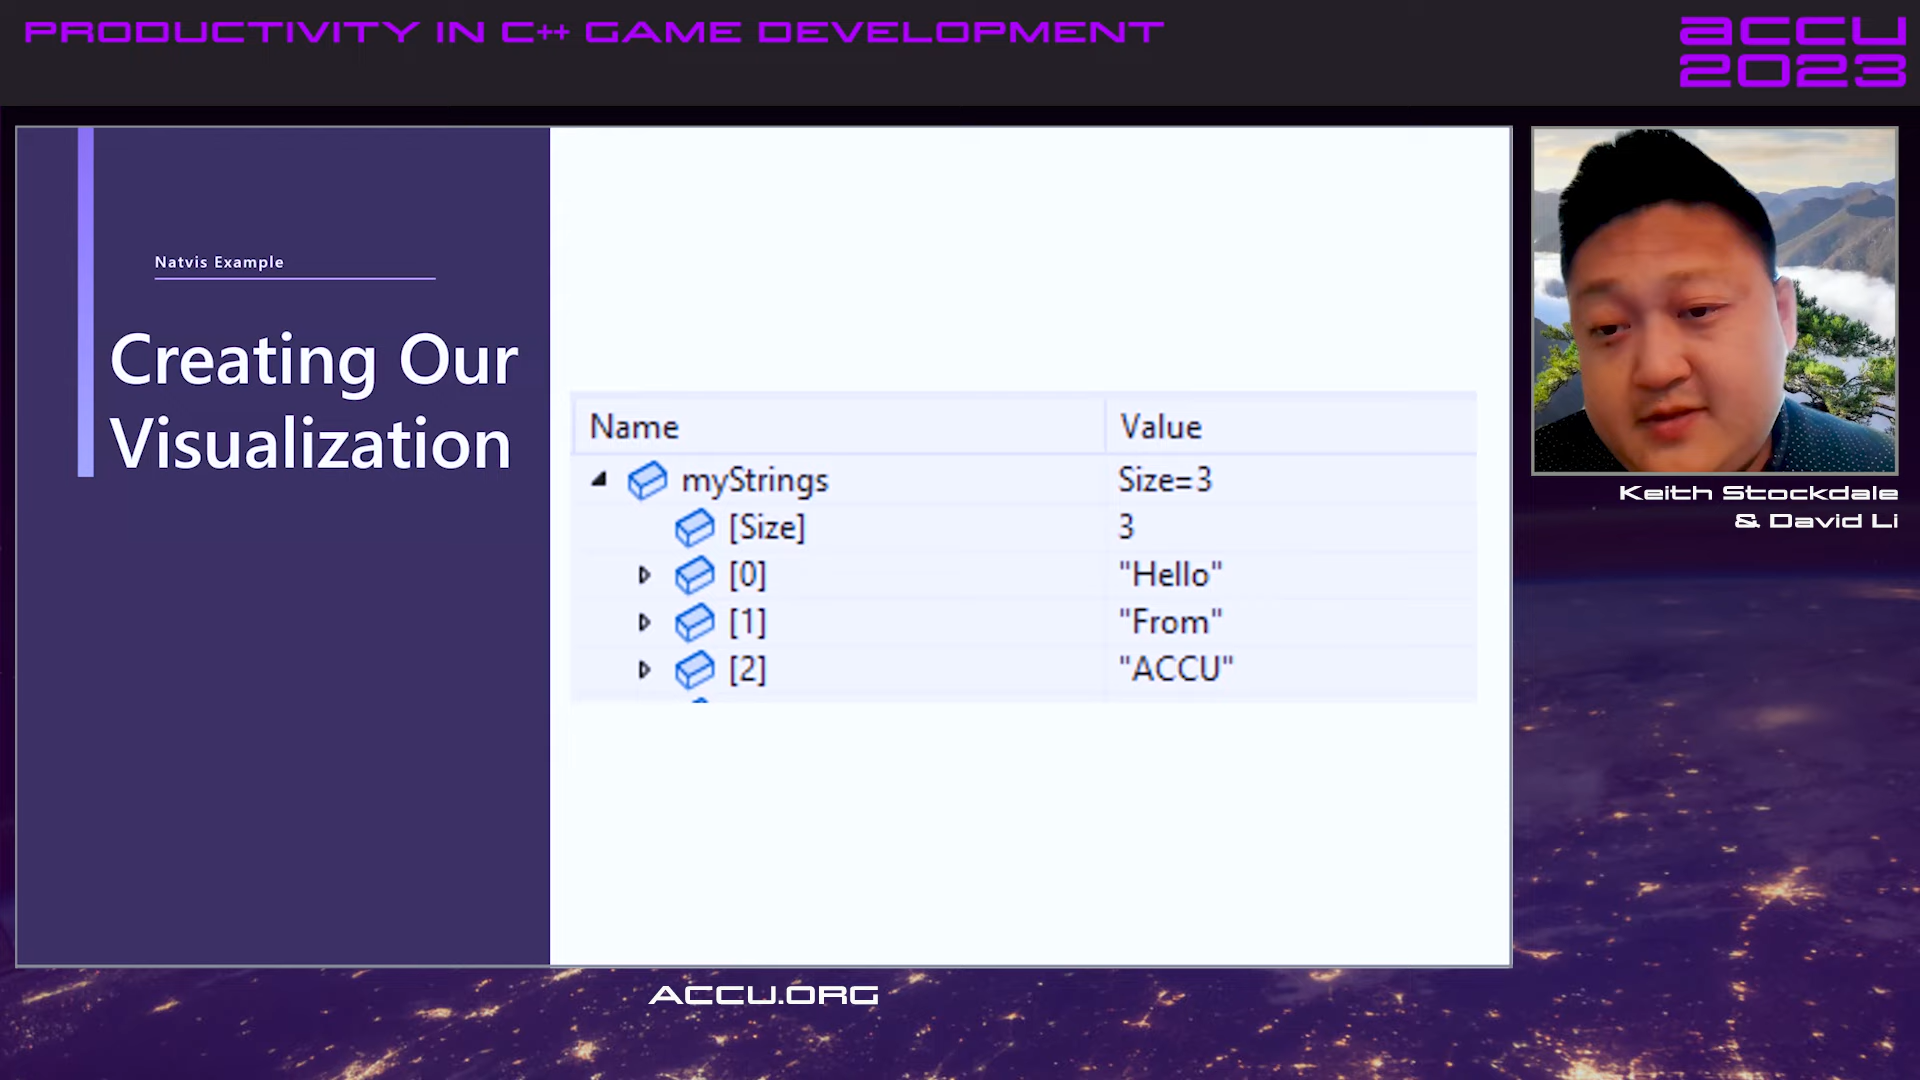 PRODUCTIVITY IN C++ GAME DEVELOPMENT
accu
2023
Natvis Example
Creating Our
Visualization
Name Value
myStrings Size=3
[Size] 3
[0] "Hello"
[1] "From"
[2] "ACCU"
Keith Stockdale
& David Li
ACCU.ORG